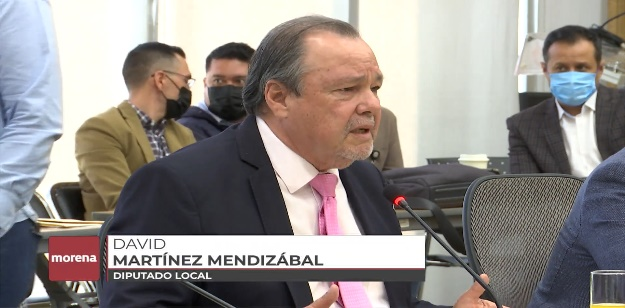 morena
DAVID
MARTÍNEZ MENDIZÁBAL
DIPUTADO LOCAL